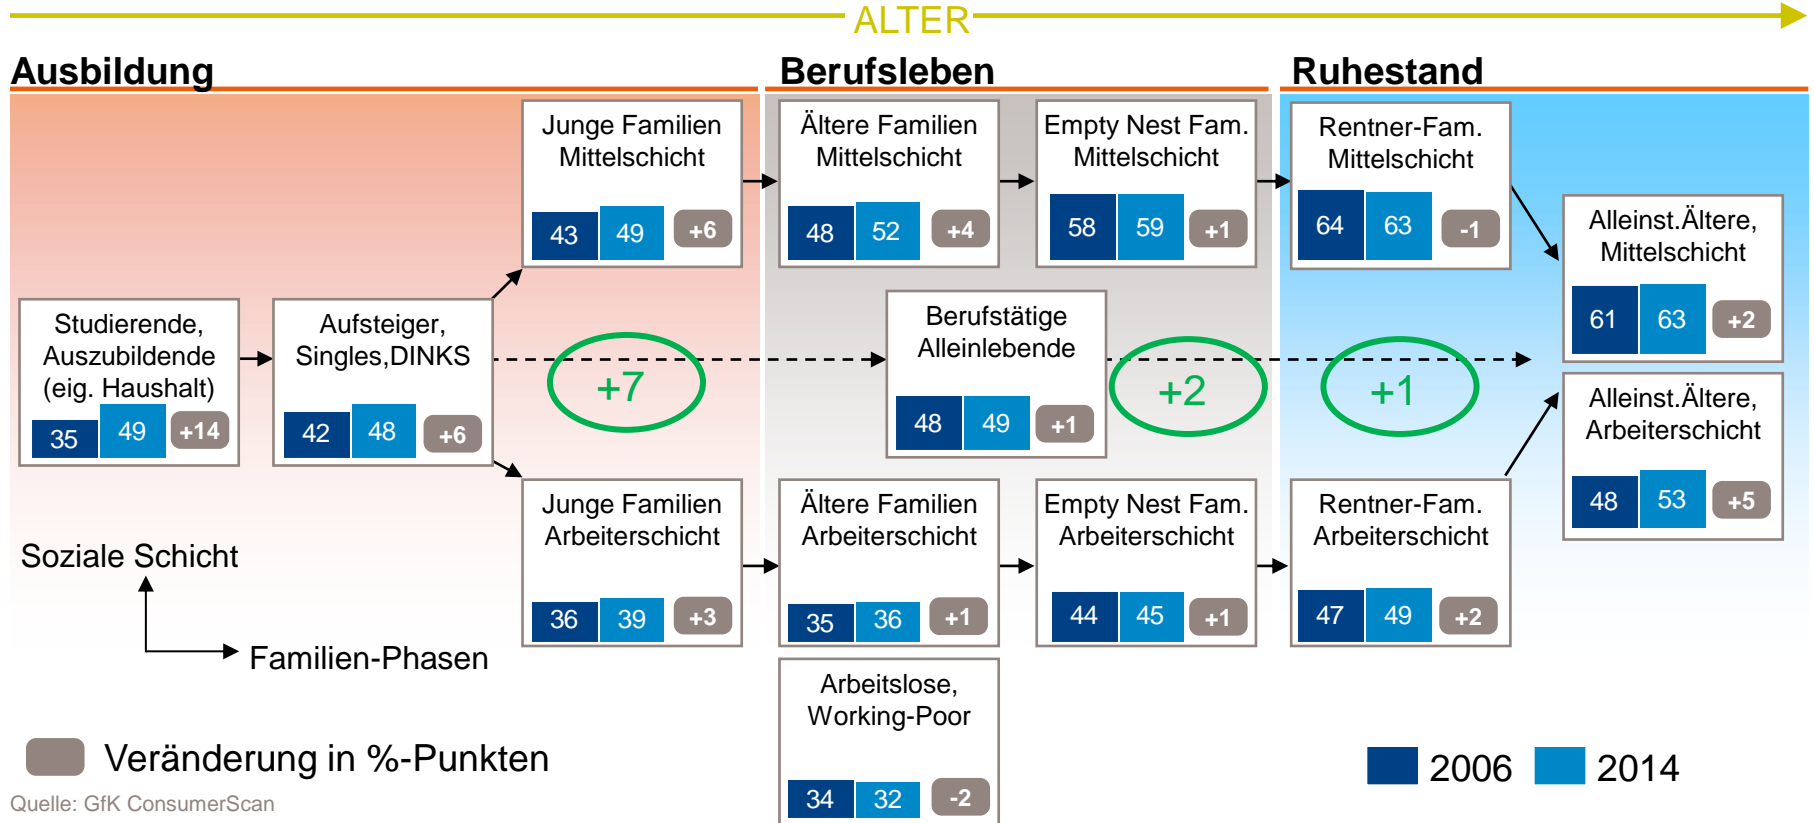 ALTER
Ausbildung
Berufsleben
Ruhestand
Junge Familien
Mittelschicht
43 49 +6
Ältere Familien
Mittelschicht
48 52 +4
Empty Nest Fam.
Mittelschicht
58 59 +1
Rentner-Fam.
Mittelschicht
64 63 -1
Alleinst.Ältere,
Mittelschicht
61 63 +2
Studierende,
Auszubildende
(eig. Haushalt)
35 49 +14
Aufsteiger,
Singles,DINKS
42 48 +6
+7
Berufstätige
Alleinlebende
48 49 +1
+2
+1
Alleinst.Ältere,
Arbeiterschicht
48 53 +5
Junge Familien
Arbeiterschicht
36 39 +3
Ältere Familien
Arbeiterschicht
35 36 +1
Empty Nest Fam.
Arbeiterschicht
44 45 +1
Rentner-Fam.
Arbeiterschicht
47 49 +2
Soziale Schicht
Familien-Phasen
Arbeitslose,
Working-Poor
34 32 -2
Veränderung in %-Punkten
2006 2014
Quelle: GfK ConsumerScan